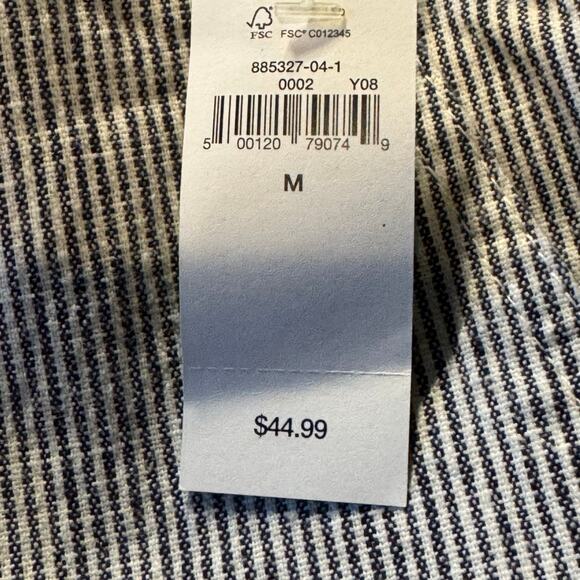 FSC FSC® C012345
885327-04-1
0002 Y08
5 00120 79074 9
M
$44.99